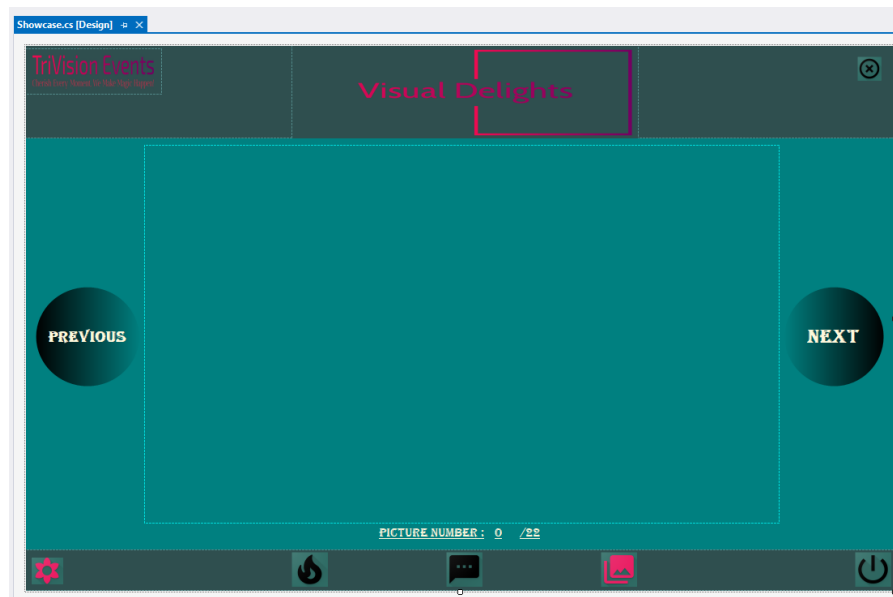 Showcase.cs [Design]
TriVision Events
Visual Delights
PREVIOUS
NEXT
PICTURE NUMBER : 0 /22